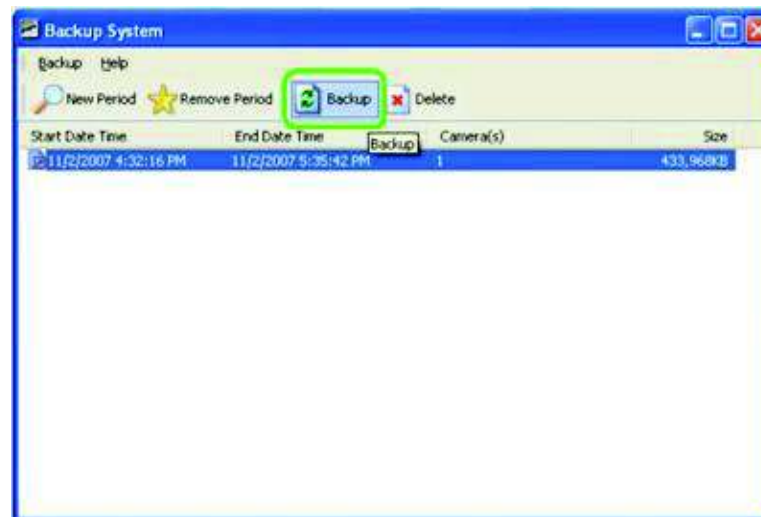 Backup System
Backup Help
New Period Remove Period Backup Delete
Start Date Time End Date Time Camera(s) Size
Backup
11/2/2007 4:32:16 PM 11/2/2007 5:35:42 PM 1 433,968KB